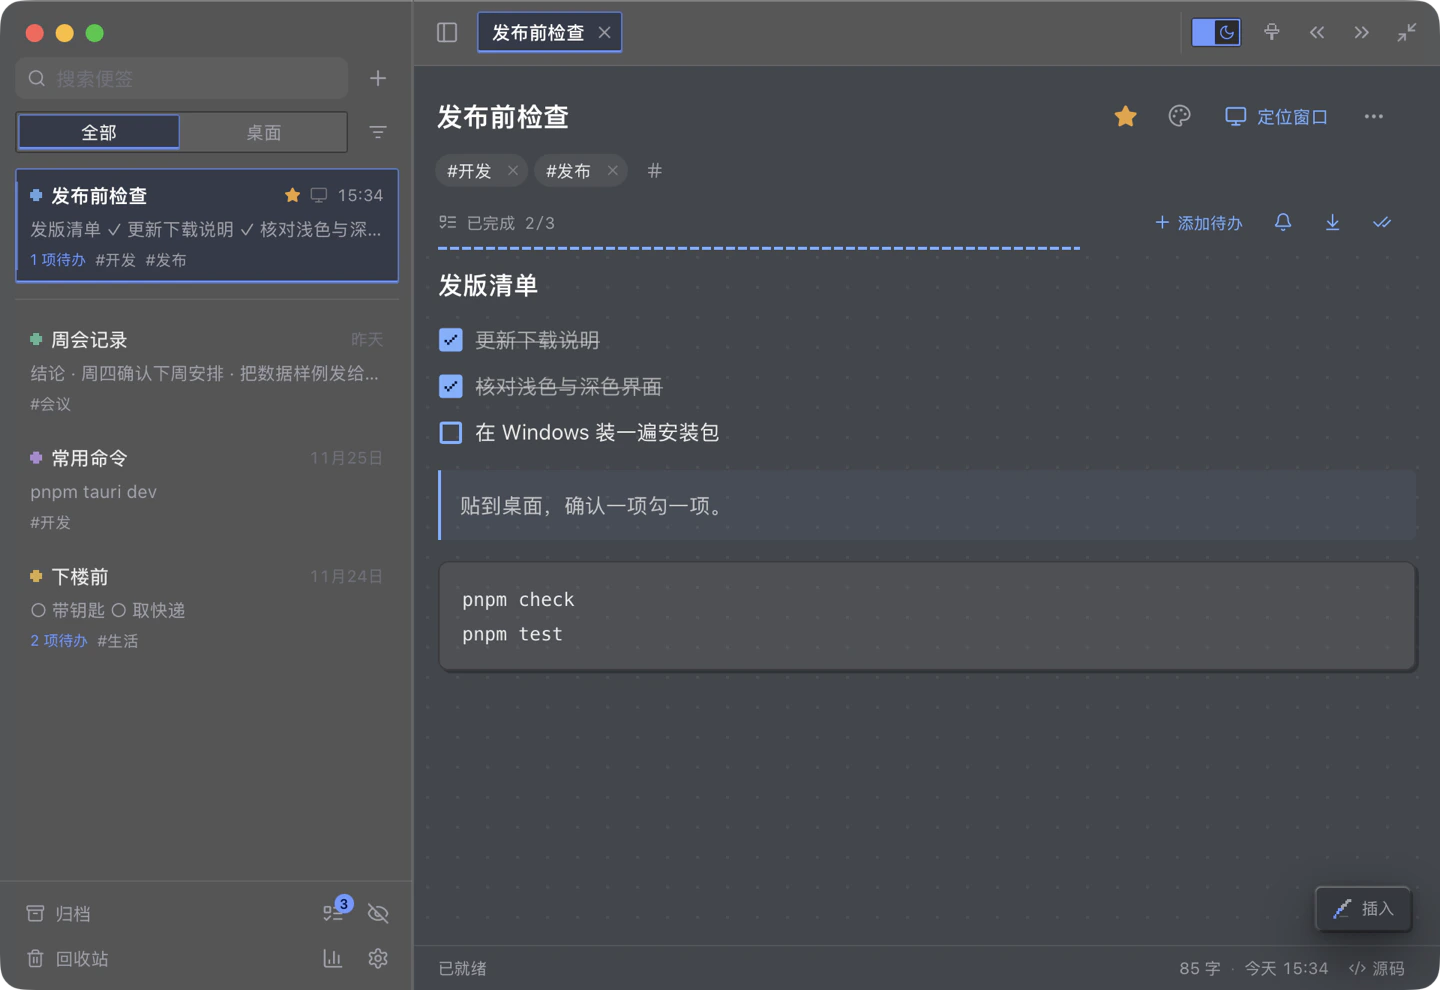 搜索便签
全部
桌面
发布前检查
15:34
发版清单 ✓ 更新下载说明 ✓ 核对浅色与深...
1 项待办 #开发 #发布
周会记录
昨天
结论 · 周四确认下周安排 · 把数据样例发给...
#会议
常用命令
11月25日
pnpm tauri dev
#开发
下楼前
11月24日
○ 带钥匙 ○ 取快递
2 项待办 #生活
归档
3
回收站
发布前检查
发布前检查
定位窗口
#开发
#发布
#
已完成 2/3
添加待办
发版清单
更新下载说明
核对浅色与深色界面
在 Windows 装一遍安装包
贴到桌面，确认一项勾一项。
pnpm check
pnpm test
插入
已就绪
85 字 · 今天 15:34 </> 源码